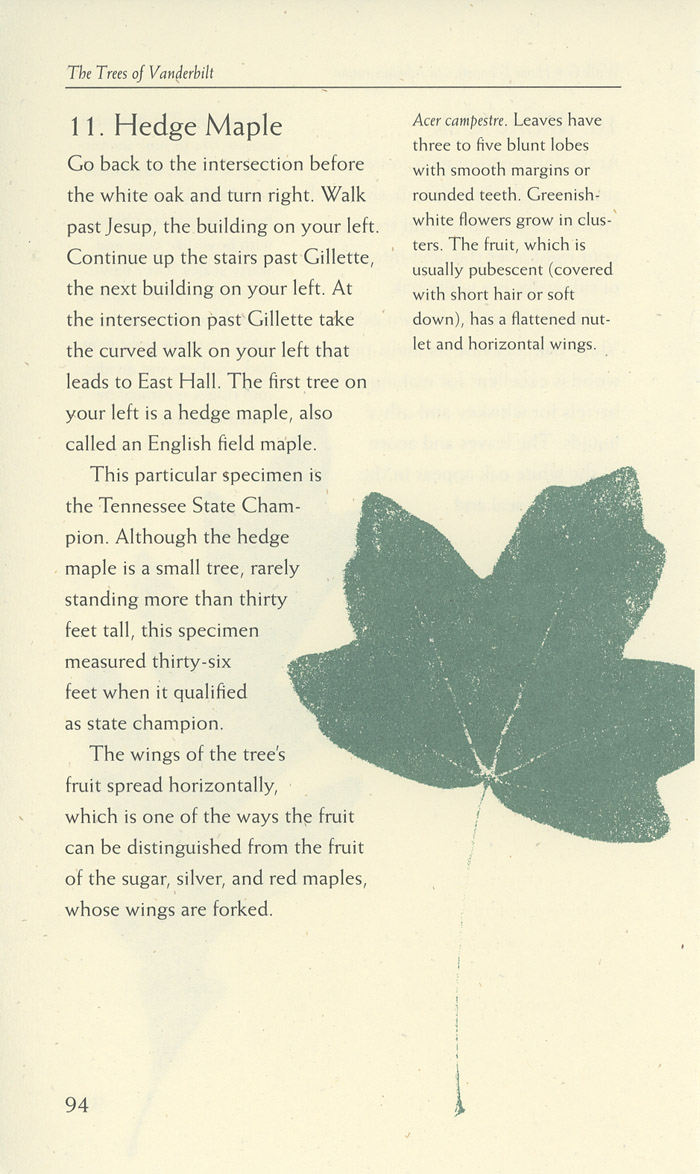 The Trees of Vanderbilt
11. Hedge Maple
Go back to the intersection before
the white oak and turn right. Walk
past Jesup, the building on your left.
Continue up the stairs past Gillette,
the next building on your left. At
the intersection past Gillette take
the curved walk on your left that
leads to East Hall. The first tree on
your left is a hedge maple, also
called an English field maple.
This particular specimen is
the Tennessee State Cham-
pion. Although the hedge
maple is a small tree, rarely
standing more than thirty
feet tall, this specimen
measured thirty-six
feet when it qualified
as state champion.
The wings of the tree's
fruit spread horizontally,
which is one of the ways the fruit
can be distinguished from the fruit
of the sugar, silver, and red maples,
whose wings are forked.
Acer campestre. Leaves have
three to five blunt lobes
with smooth margins or
rounded teeth. Greenish-
white flowers grow in clus-
ters. The fruit, which is
usually pubescent (covered
with short hair or soft
down), has a flattened nut-
let and horizontal wings.
94